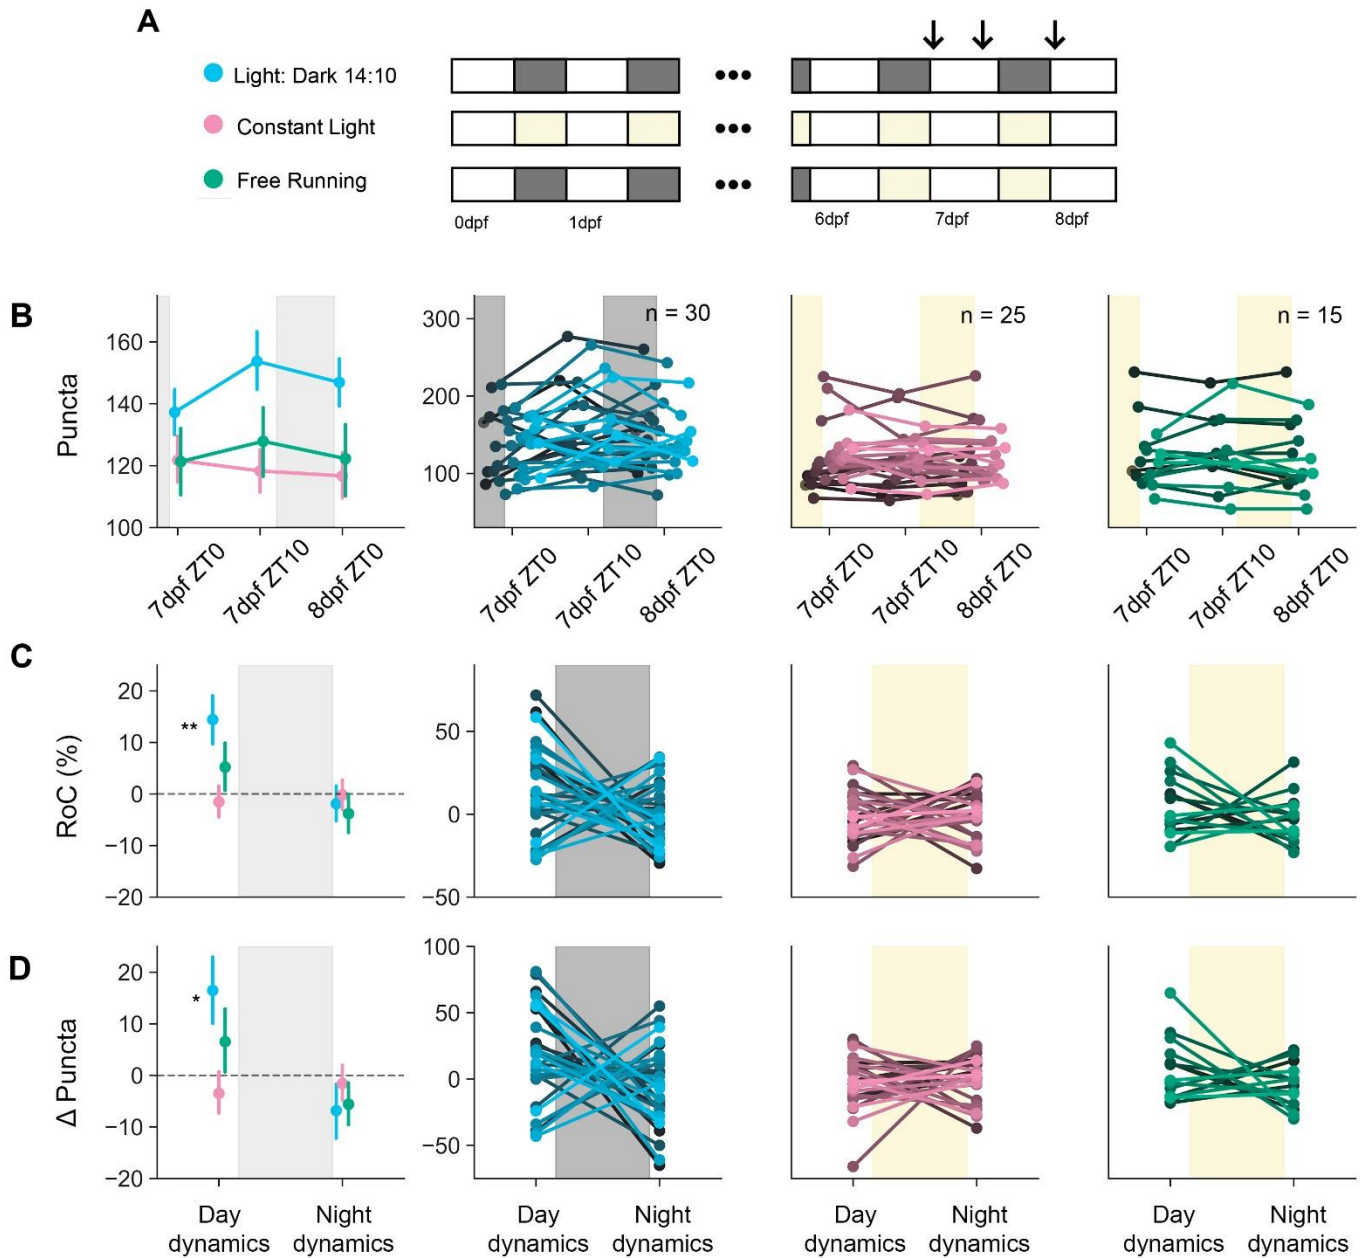 A
Light: Dark 14:10
Constant Light
Free Running
0dpf 1dpf 6dpf 7dpf 8dpf
B
Puncta
160
140
120
100
7dpf ZT0 7dpf ZT10 8dpf ZT0
300
200
100
n = 30
7dpf ZT0 7dpf ZT10 8dpf ZT0
n = 25
7dpf ZT0 7dpf ZT10 8dpf ZT0
n = 15
7dpf ZT0 7dpf ZT10 8dpf ZT0
C
RoC (%)
20
10
0
−10
−20
**
50
0
−50
D
Δ Puncta
20
10
0
−10
−20
*
100
50
0
−50
Day dynamics
Night dynamics
Day dynamics
Night dynamics
Day dynamics
Night dynamics
Day dynamics
Night dynamics